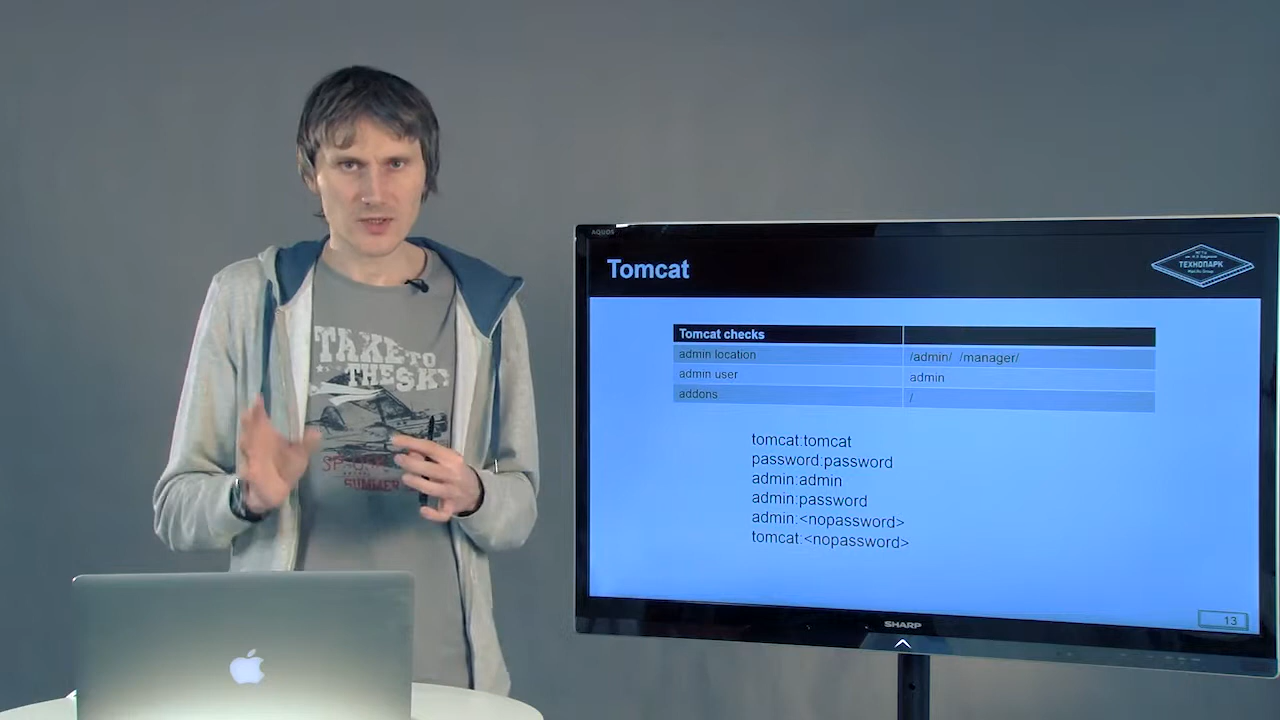 AQUOS
Tomcat
ТЕХНОПАРК
Tomcat checks
admin location /admin/ /manager/
admin user admin
addons /
tomcat:tomcat
password:password
admin:admin
admin:password
admin:<nopassword>
tomcat:<nopassword>
13
SHARP
TAKE TO
THE SKY
SUMMER